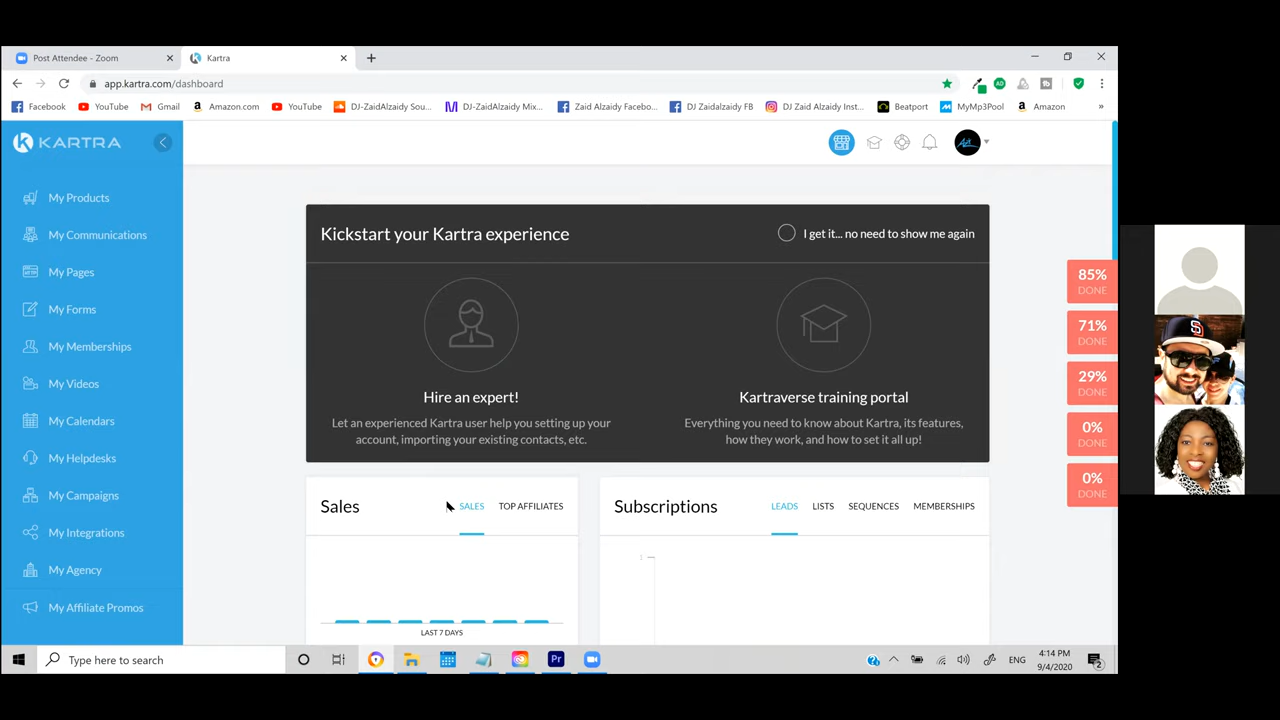 Post Attendee - Zoom
Kartra
app.kartra.com/dashboard
Facebook
YouTube
Gmail
Amazon.com
YouTube
DJ-ZaidAlzaidy Sou...
DJ-ZaidAlzaidy Mix...
Zaid Alzaidy Facebo...
DJ Zaidalzaidy FB
DJ Zaid Alzaidy Inst...
Beatport
MyMp3Pool
Amazon
»
KARTRA
My Products
My Communications
My Pages
My Forms
My Memberships
My Videos
My Calendars
My Helpdesks
My Campaigns
My Integrations
My Agency
My Affiliate Promos
Kickstart your Kartra experience
I get it... no need to show me again
Hire an expert!
Let an experienced Kartra user help you setting up your
account, importing your existing contacts, etc.
Kartraverse training portal
Everything you need to know about Kartra, its features,
how they work, and how to set it all up!
85%
DONE
71%
DONE
29%
DONE
0%
DONE
0%
DONE
Sales
SALES
TOP AFFILIATES
LAST 7 DAYS
Subscriptions
LEADS
LISTS
SEQUENCES
MEMBERSHIPS
Type here to search
Pr
ENG
4:14 PM
9/4/2020
2